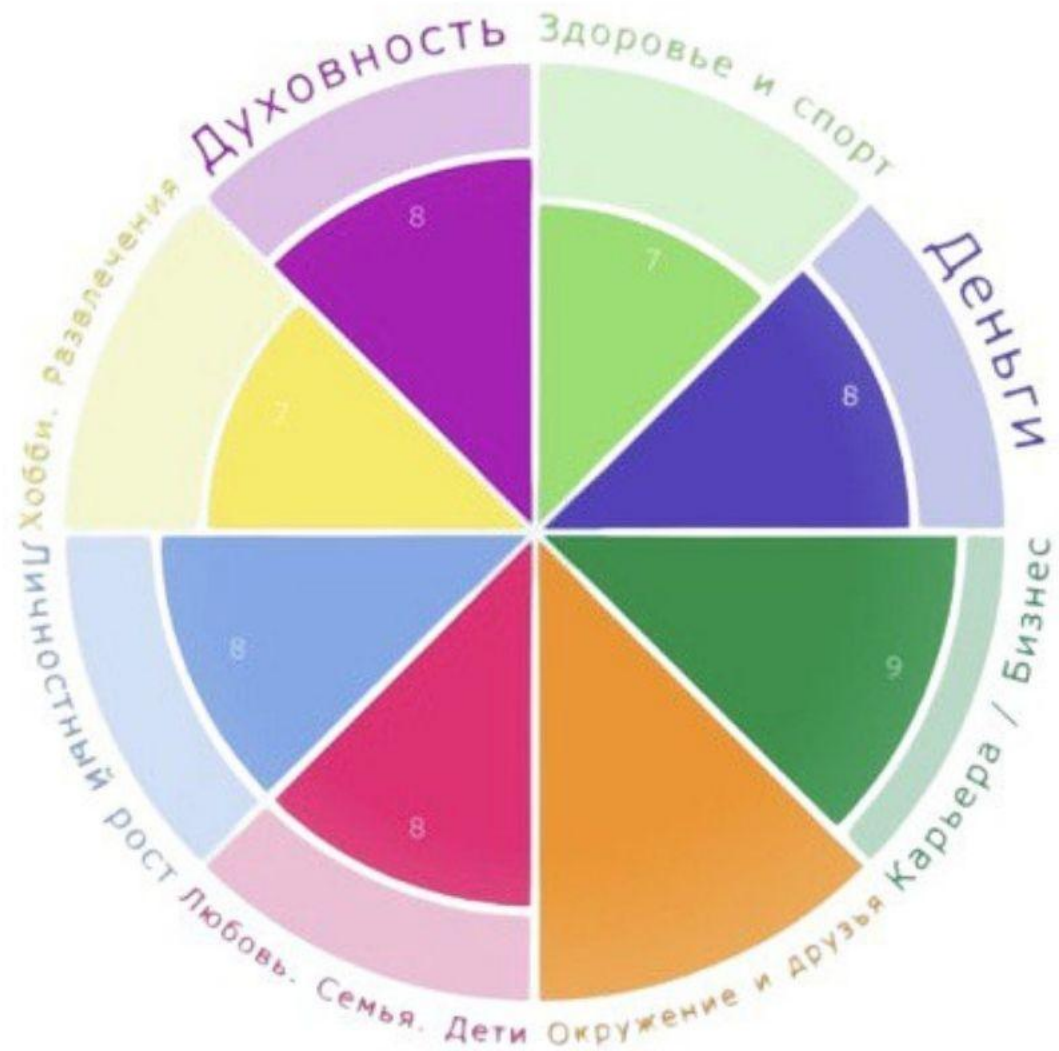 Здоровье и спорт
7
Деньги
8
Карьера / Бизнес
9
Окружение и друзья
Любовь. Семья. Дети
8
Личностный рост
8
Хобби. Развлечения
7
Духовность
8